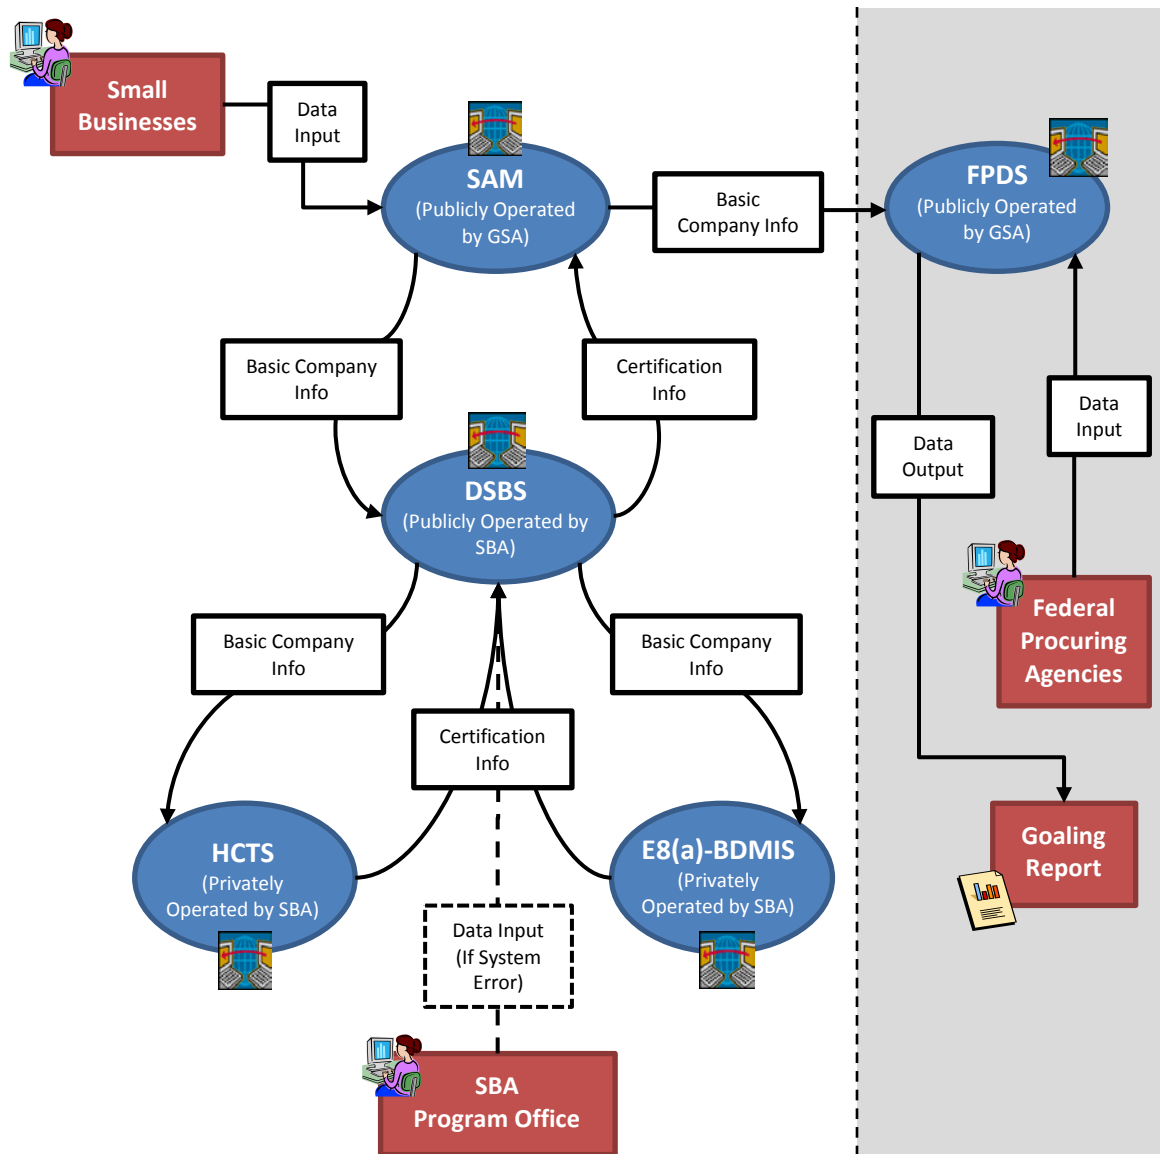 Small
Businesses
Data
Input
SAM
(Publicly Operated
by GSA)
Basic
Company Info
FPDS
(Publicly Operated
by GSA)
Basic Company
Info
Certification
Info
Data
Output
Data
Input
DSBS
(Publicly Operated by
SBA)
Federal
Procuring
Agencies
Basic Company
Info
Basic Company
Info
Certification
Info
HCTS
(Privately
Operated by SBA)
E8(a)-BDMIS
(Privately
Operated by SBA)
Goaling
Report
Data Input
(If System
Error)
SBA
Program Office